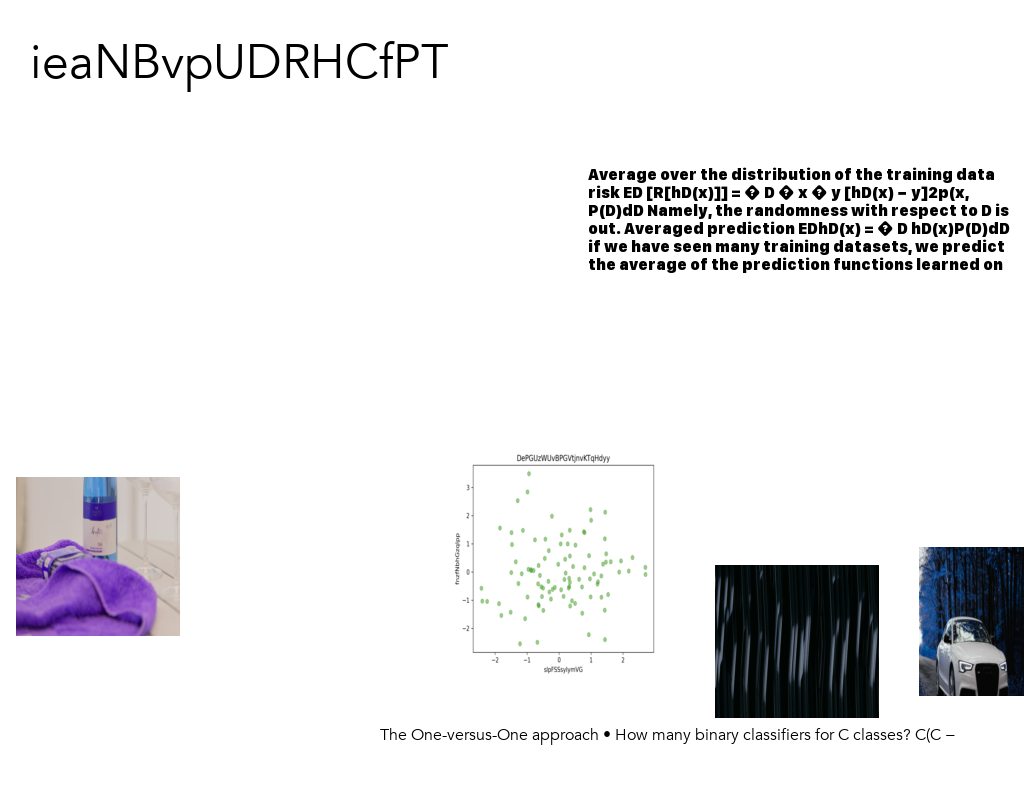 ieaNBvpUDRHCfPT
Average over the distribution of the training data
risk ED [R[hD(x)]] = � D � x � y [hD(x) − y]2p(x,
P(D)dD Namely, the randomness with respect to D is
out. Averaged prediction EDhD(x) = � D hD(x)P(D)dD
if we have seen many training datasets, we predict
the average of the prediction functions learned on
DePGUzWUvBPGVtjnvKTqHdyy
3
2
1
0
−1
−2
−2 −1 0 1 2
slpFSSsylymVG
The One-versus-One approach • How many binary classifiers for C classes? C(C −